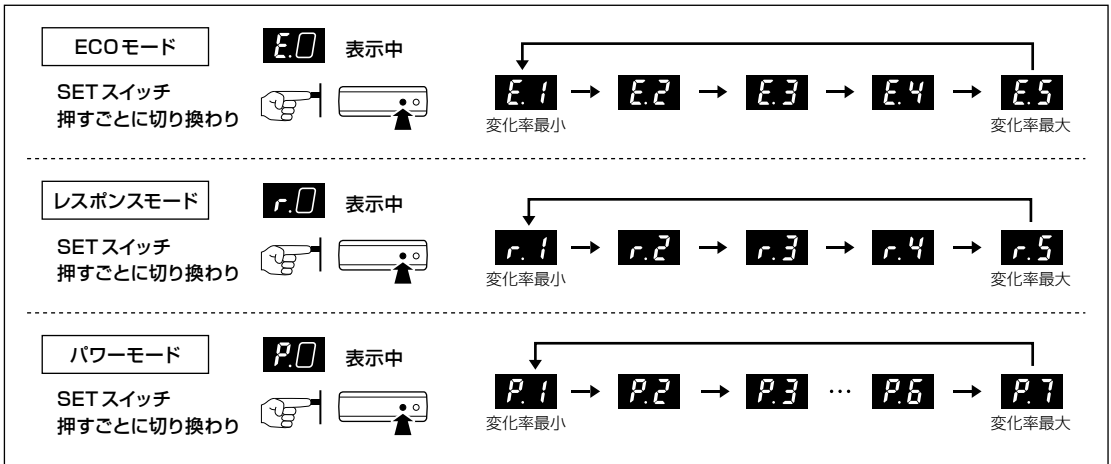 ECOモード
E.0 表示中
SETスイッチ
押すごとに切り換わり
E.1 → E.2 → E.3 → E.4 → E.5
変化率最小 変化率最大
レスポンスモード
r.0 表示中
SETスイッチ
押すごとに切り換わり
r.1 → r.2 → r.3 → r.4 → r.5
変化率最小 変化率最大
パワーモード
P.0 表示中
SETスイッチ
押すごとに切り換わり
P.1 → P.2 → P.3 … P.6 → P.7
変化率最小 変化率最大